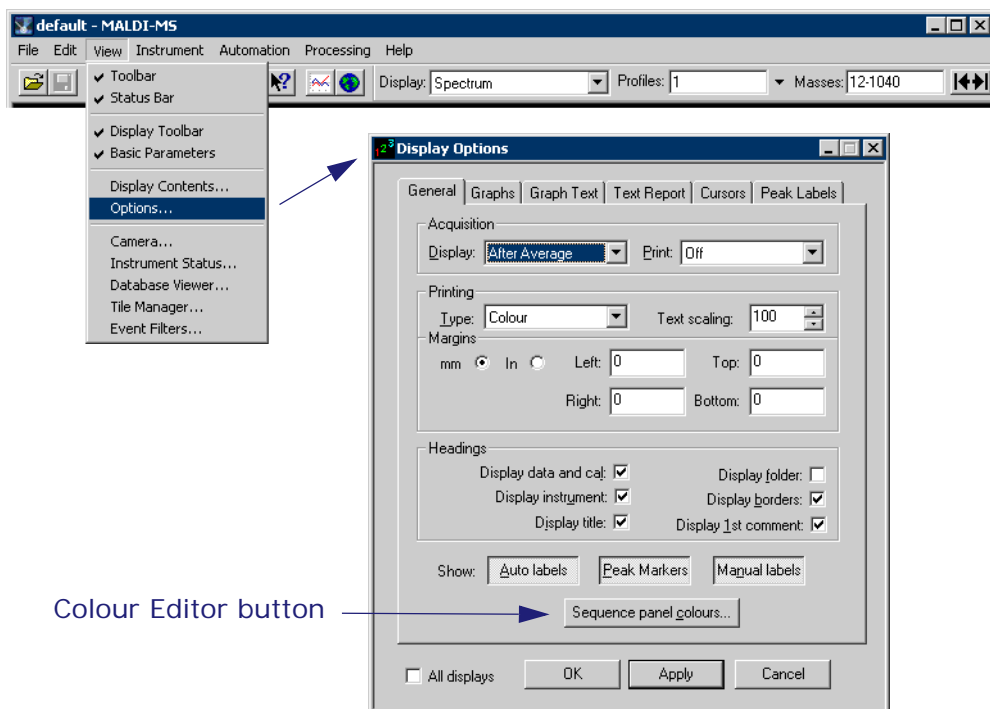 default - MALDI-MS
File Edit View Instrument Automation Processing Help
Display: Spectrum Profiles: 1 Masses: 12-1040
Toolbar
Status Bar
Display Toolbar
Basic Parameters
Display Contents...
Options...
Camera...
Instrument Status...
Database Viewer...
Tile Manager...
Event Filters...
Display Options
General Graphs Graph Text Text Report Cursors Peak Labels
Acquisition
Display: After Average Print: Off
Printing
Type: Colour Text scaling: 100
Margins
mm In Left: 0 Top: 0
Right: 0 Bottom: 0
Headings
Display data and cal: Display folder:
Display instrument: Display borders:
Display title: Display 1st comment:
Show: Auto labels Peak Markers Manual labels
Colour Editor button
Sequence panel colours...
All displays OK Apply Cancel